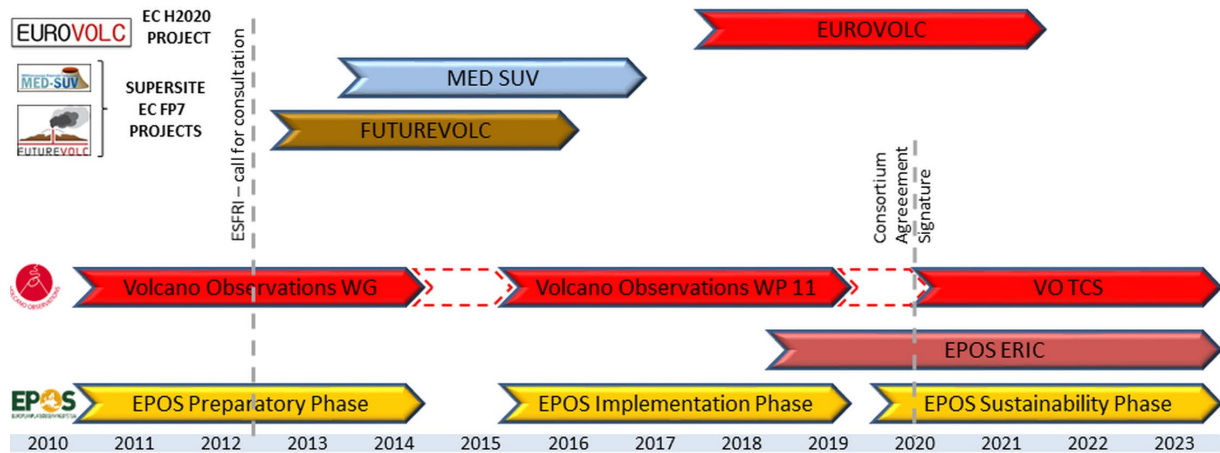 EUROVOLC
EC H2020
PROJECT
EUROVOLC
MED-SUV
SUPERSITE
EC FP7
PROJECTS
MED SUV
FUTUREVOLC
FUTUREVOLC
ESFRI – call for consultation
Consortium
Agreeement
Signature
VOLCANO OBSERVATIONS
Volcano Observations WG
Volcano Observations WP 11
VO TCS
EPOS ERIC
EPOS
EPOS Preparatory Phase
EPOS Implementation Phase
EPOS Sustainability Phase
2010 2011 2012 2013 2014 2015 2016 2017 2018 2019 2020 2021 2022 2023